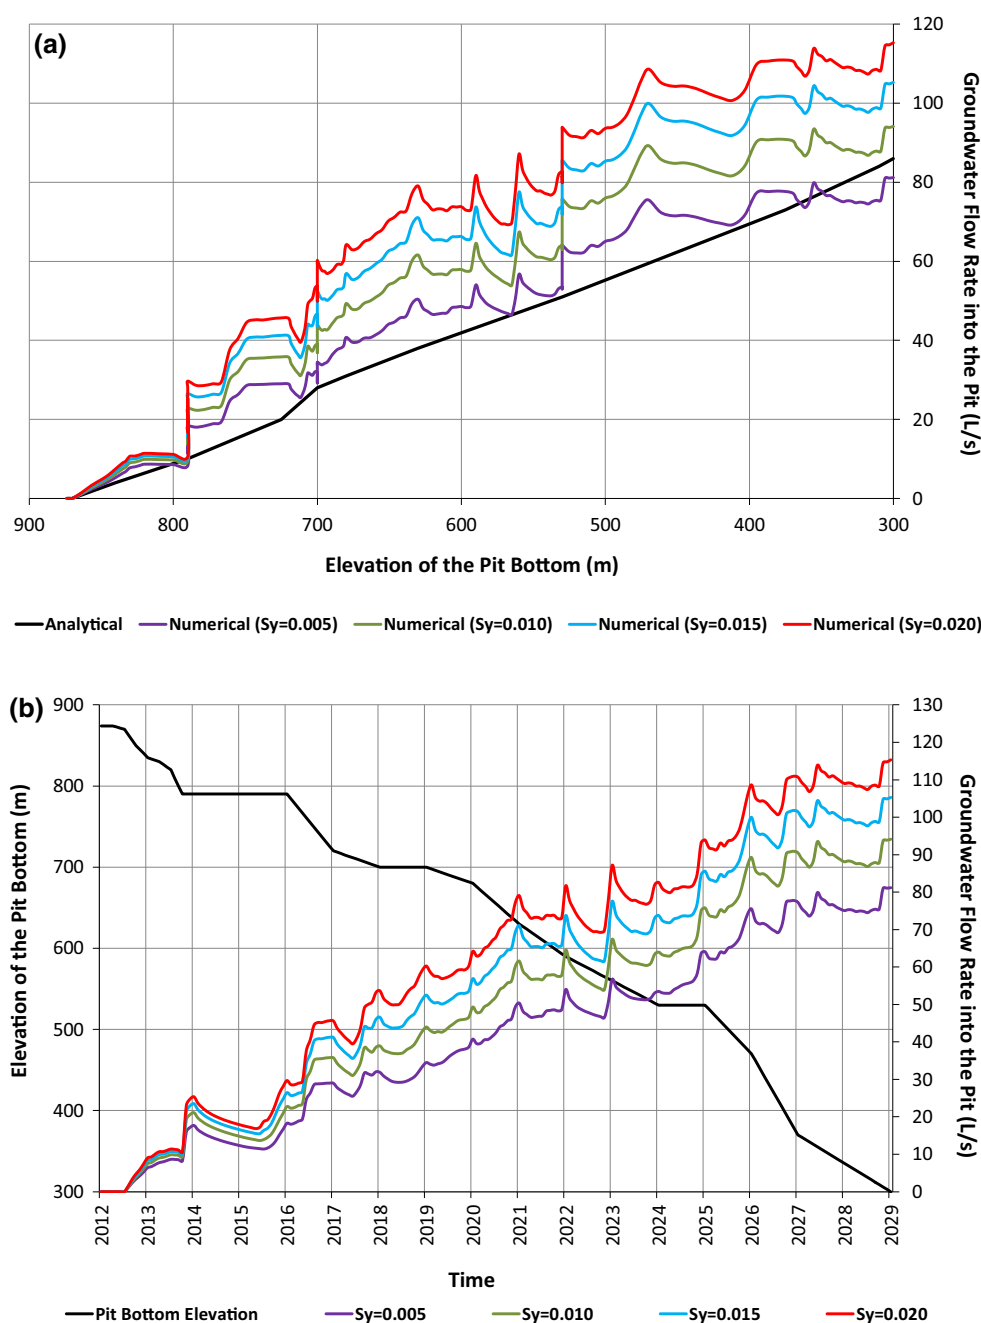 (a)
120
100
80
60
40
20
0
Groundwater Flow Rate into the Pit (L/s)
900 800 700 600 500 400 300
Elevation of the Pit Bottom (m)
Analytical Numerical (Sy=0.005) Numerical (Sy=0.010) Numerical (Sy=0.015) Numerical (Sy=0.020)
(b)
Elevation of the Pit Bottom (m)
900
800
700
600
500
400
300
130
120
110
100
90
80
70
60
50
40
30
20
10
0
Groundwater Flow Rate into the Pit (L/s)
2012 2013 2014 2015 2016 2017 2018 2019 2020 2021 2022 2023 2024 2025 2026 2027 2028 2029
Time
Pit Bottom Elevation Sy=0.005 Sy=0.010 Sy=0.015 Sy=0.020